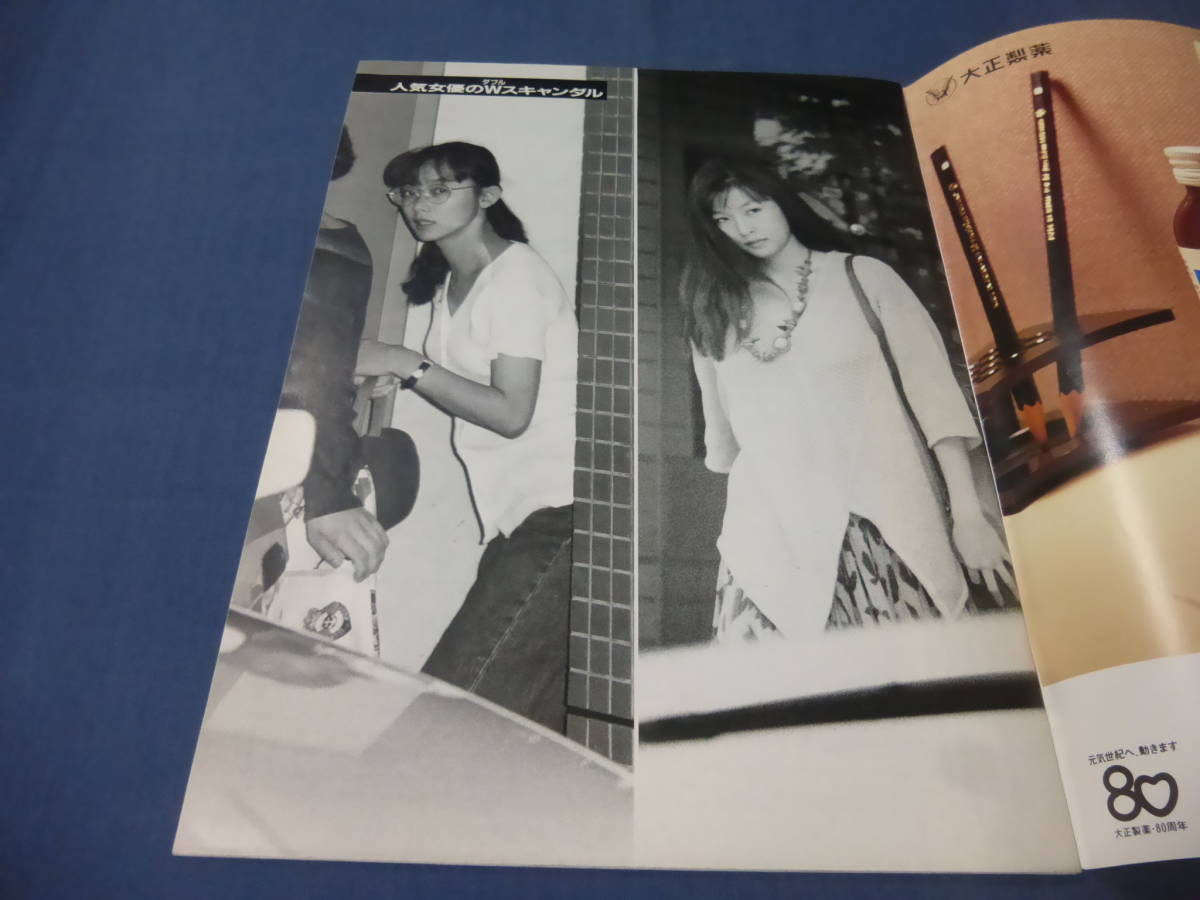 ダブル
人気女優のWスキャンダル
大正製薬
元気世紀へ、動きます
80
大正製薬・80周年